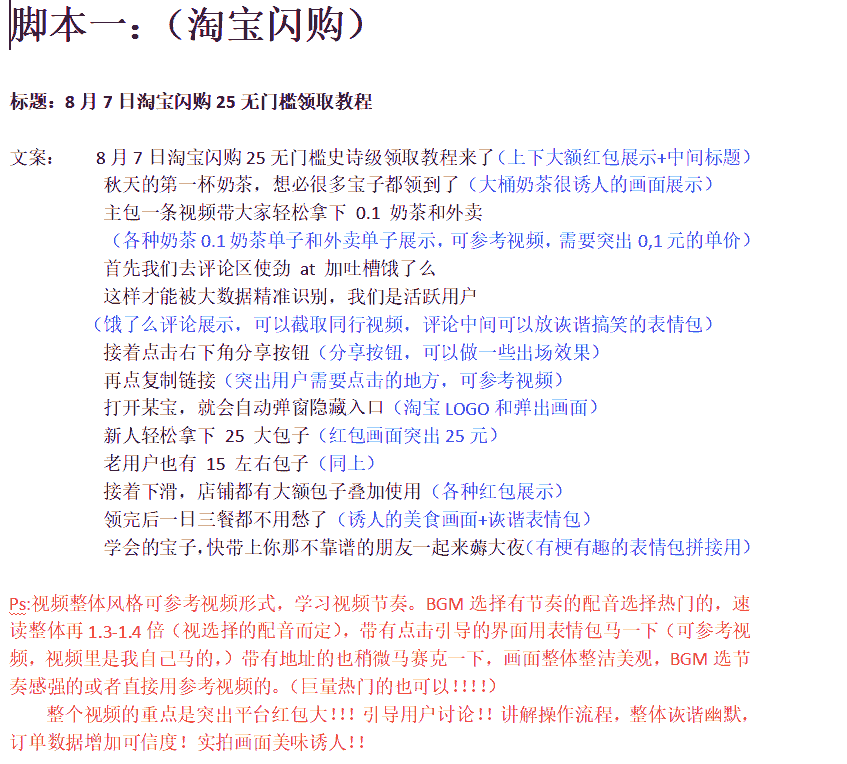 脚本一：（淘宝闪购）
标题：8 月 7 日淘宝闪购 25 无门槛领取教程
文案： 8 月 7 日淘宝闪购 25 无门槛史诗级领取教程来了（上下大额红包展示+中间标题）
秋天的第一杯奶茶，想必很多宝子都领到了（大桶奶茶很诱人的画面展示）
主包一条视频带大家轻松拿下 0.1 奶茶和外卖
（各种奶茶 0.1 奶茶单子和外卖单子展示，可参考视频，需要突出 0,1 元的单价）
首先我们去评论区使劲 at 加吐槽饿了么
这样才能被大数据精准识别，我们是活跃用户
（饿了么评论展示，可以截取同行视频，评论中间可以放诙谐搞笑的表情包）
接着点击右下角分享按钮（分享按钮，可以做一些出场效果）
再点复制链接（突出用户需要点击的地方，可参考视频）
打开某宝，就会自动弹窗隐藏入口（淘宝 LOGO 和弹出画面）
新人轻松拿下 25 大包子（红包画面突出 25 元）
老用户也有 15 左右包子（同上）
接着下滑，店铺都有大额包子叠加使用（各种红包展示）
领完后一日三餐都不用愁了（诱人的美食画面+诙谐表情包）
学会的宝子，快带上你那不靠谱的朋友一起来薅大夜（有梗有趣的表情包拼接用）
Ps:视频整体风格可参考视频形式，学习视频节奏。BGM 选择有节奏的配音选择热门的，速
读整体再 1.3-1.4 倍（视选择的配音而定），带有点击引导的界面用表情包马一下（可参考视
频，视频里是我自己马的，）带有地址的也稍微马赛克一下，画面整体整洁美观，BGM 选节
奏感强的或者直接用参考视频的。（巨量热门的也可以！！！！）
整个视频的重点是突出平台红包大！！！引导用户讨论！！讲解操作流程，整体诙谐幽默，
订单数据增加可信度！实拍画面美味诱人！！